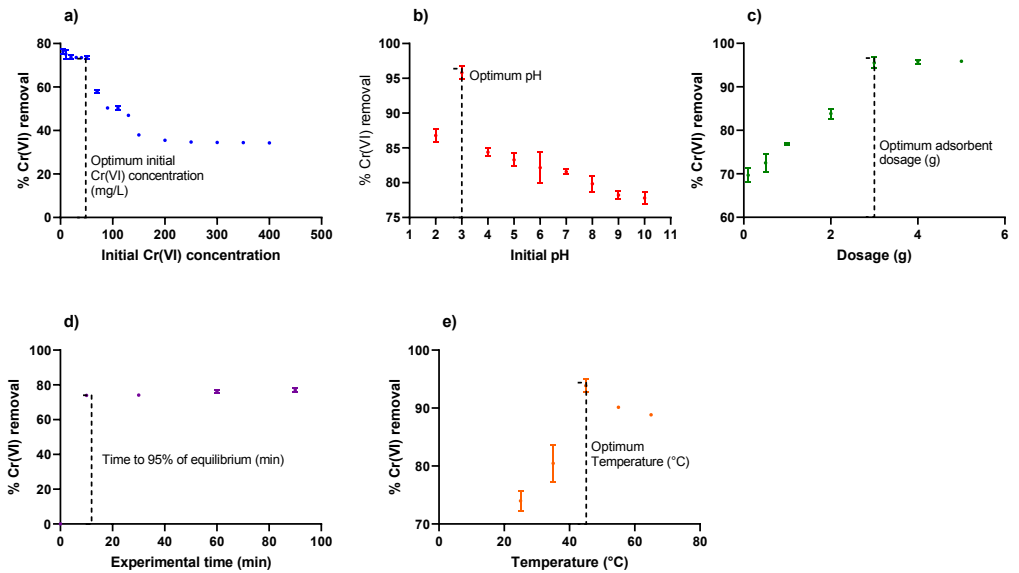 a)
% Cr(VI) removal
80
60
40
20
0
Optimum initial
Cr(VI) concentration
(mg/L)
0 100 200 300 400 500
Initial Cr(VI) concentration
b)
% Cr(VI) removal
100
95
90
85
80
75
Optimum pH
1 2 3 4 5 6 7 8 9 10 11
Initial pH
c)
% Cr(VI) removal
100
90
80
70
60
Optimum adsorbent
dosage (g)
0 2 4 6
Dosage (g)
d)
% Cr(VI) removal
100
80
60
40
20
0
Time to 95% of equilibrium (min)
0 20 40 60 80 100
Experimental time (min)
e)
% Cr(VI) removal
100
90
80
70
Optimum
Temperature (°C)
0 20 40 60 80
Temperature (°C)